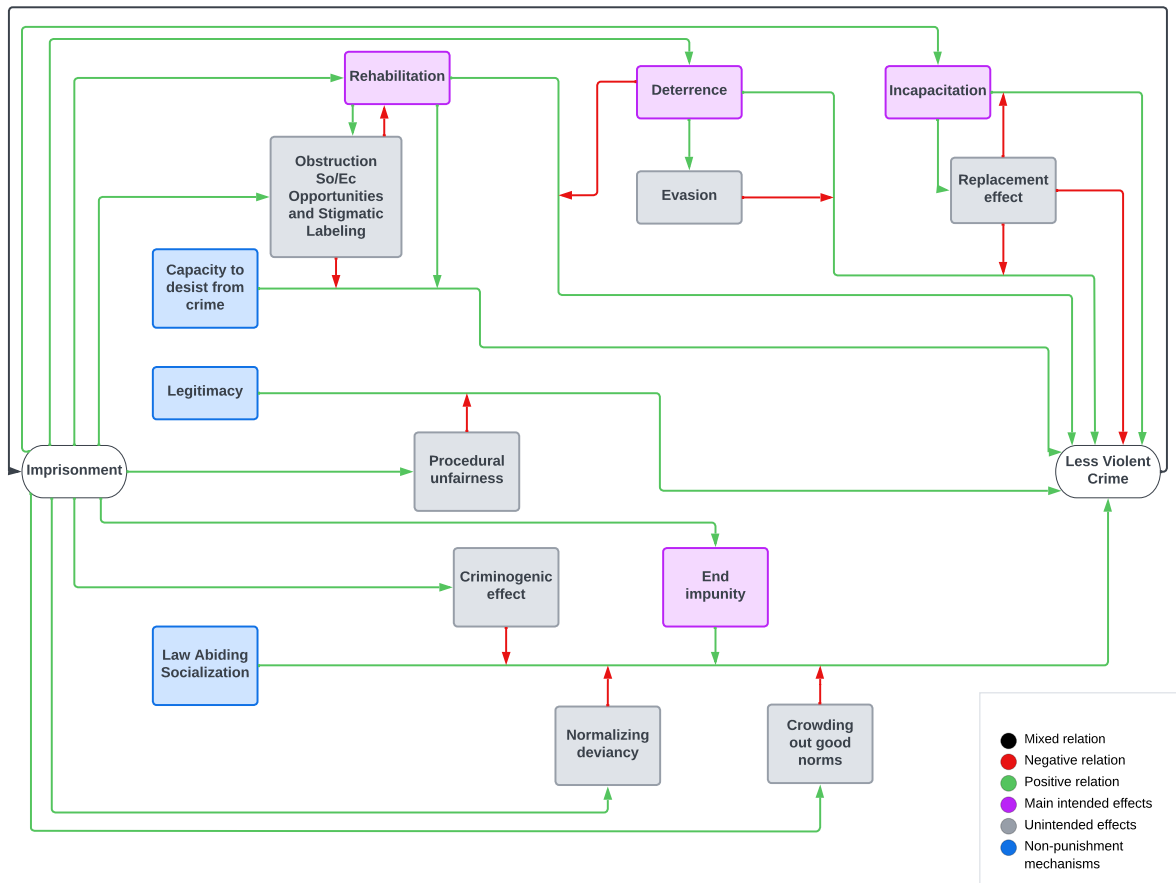 Rehabilitation
Deterrence
Incapacitation
Obstruction
So/Ec
Opportunities
and Stigmatic
Labeling
Evasion
Replacement
effect
Capacity to
desist from
crime
Legitimacy
Imprisonment
Procedural
unfairness
Less Violent
Crime
Criminogenic
effect
End
impunity
Law Abiding
Socialization
Normalizing
deviancy
Crowding
out good
norms
Mixed relation
Negative relation
Positive relation
Main intended effects
Unintended effects
Non-punishment
mechanisms